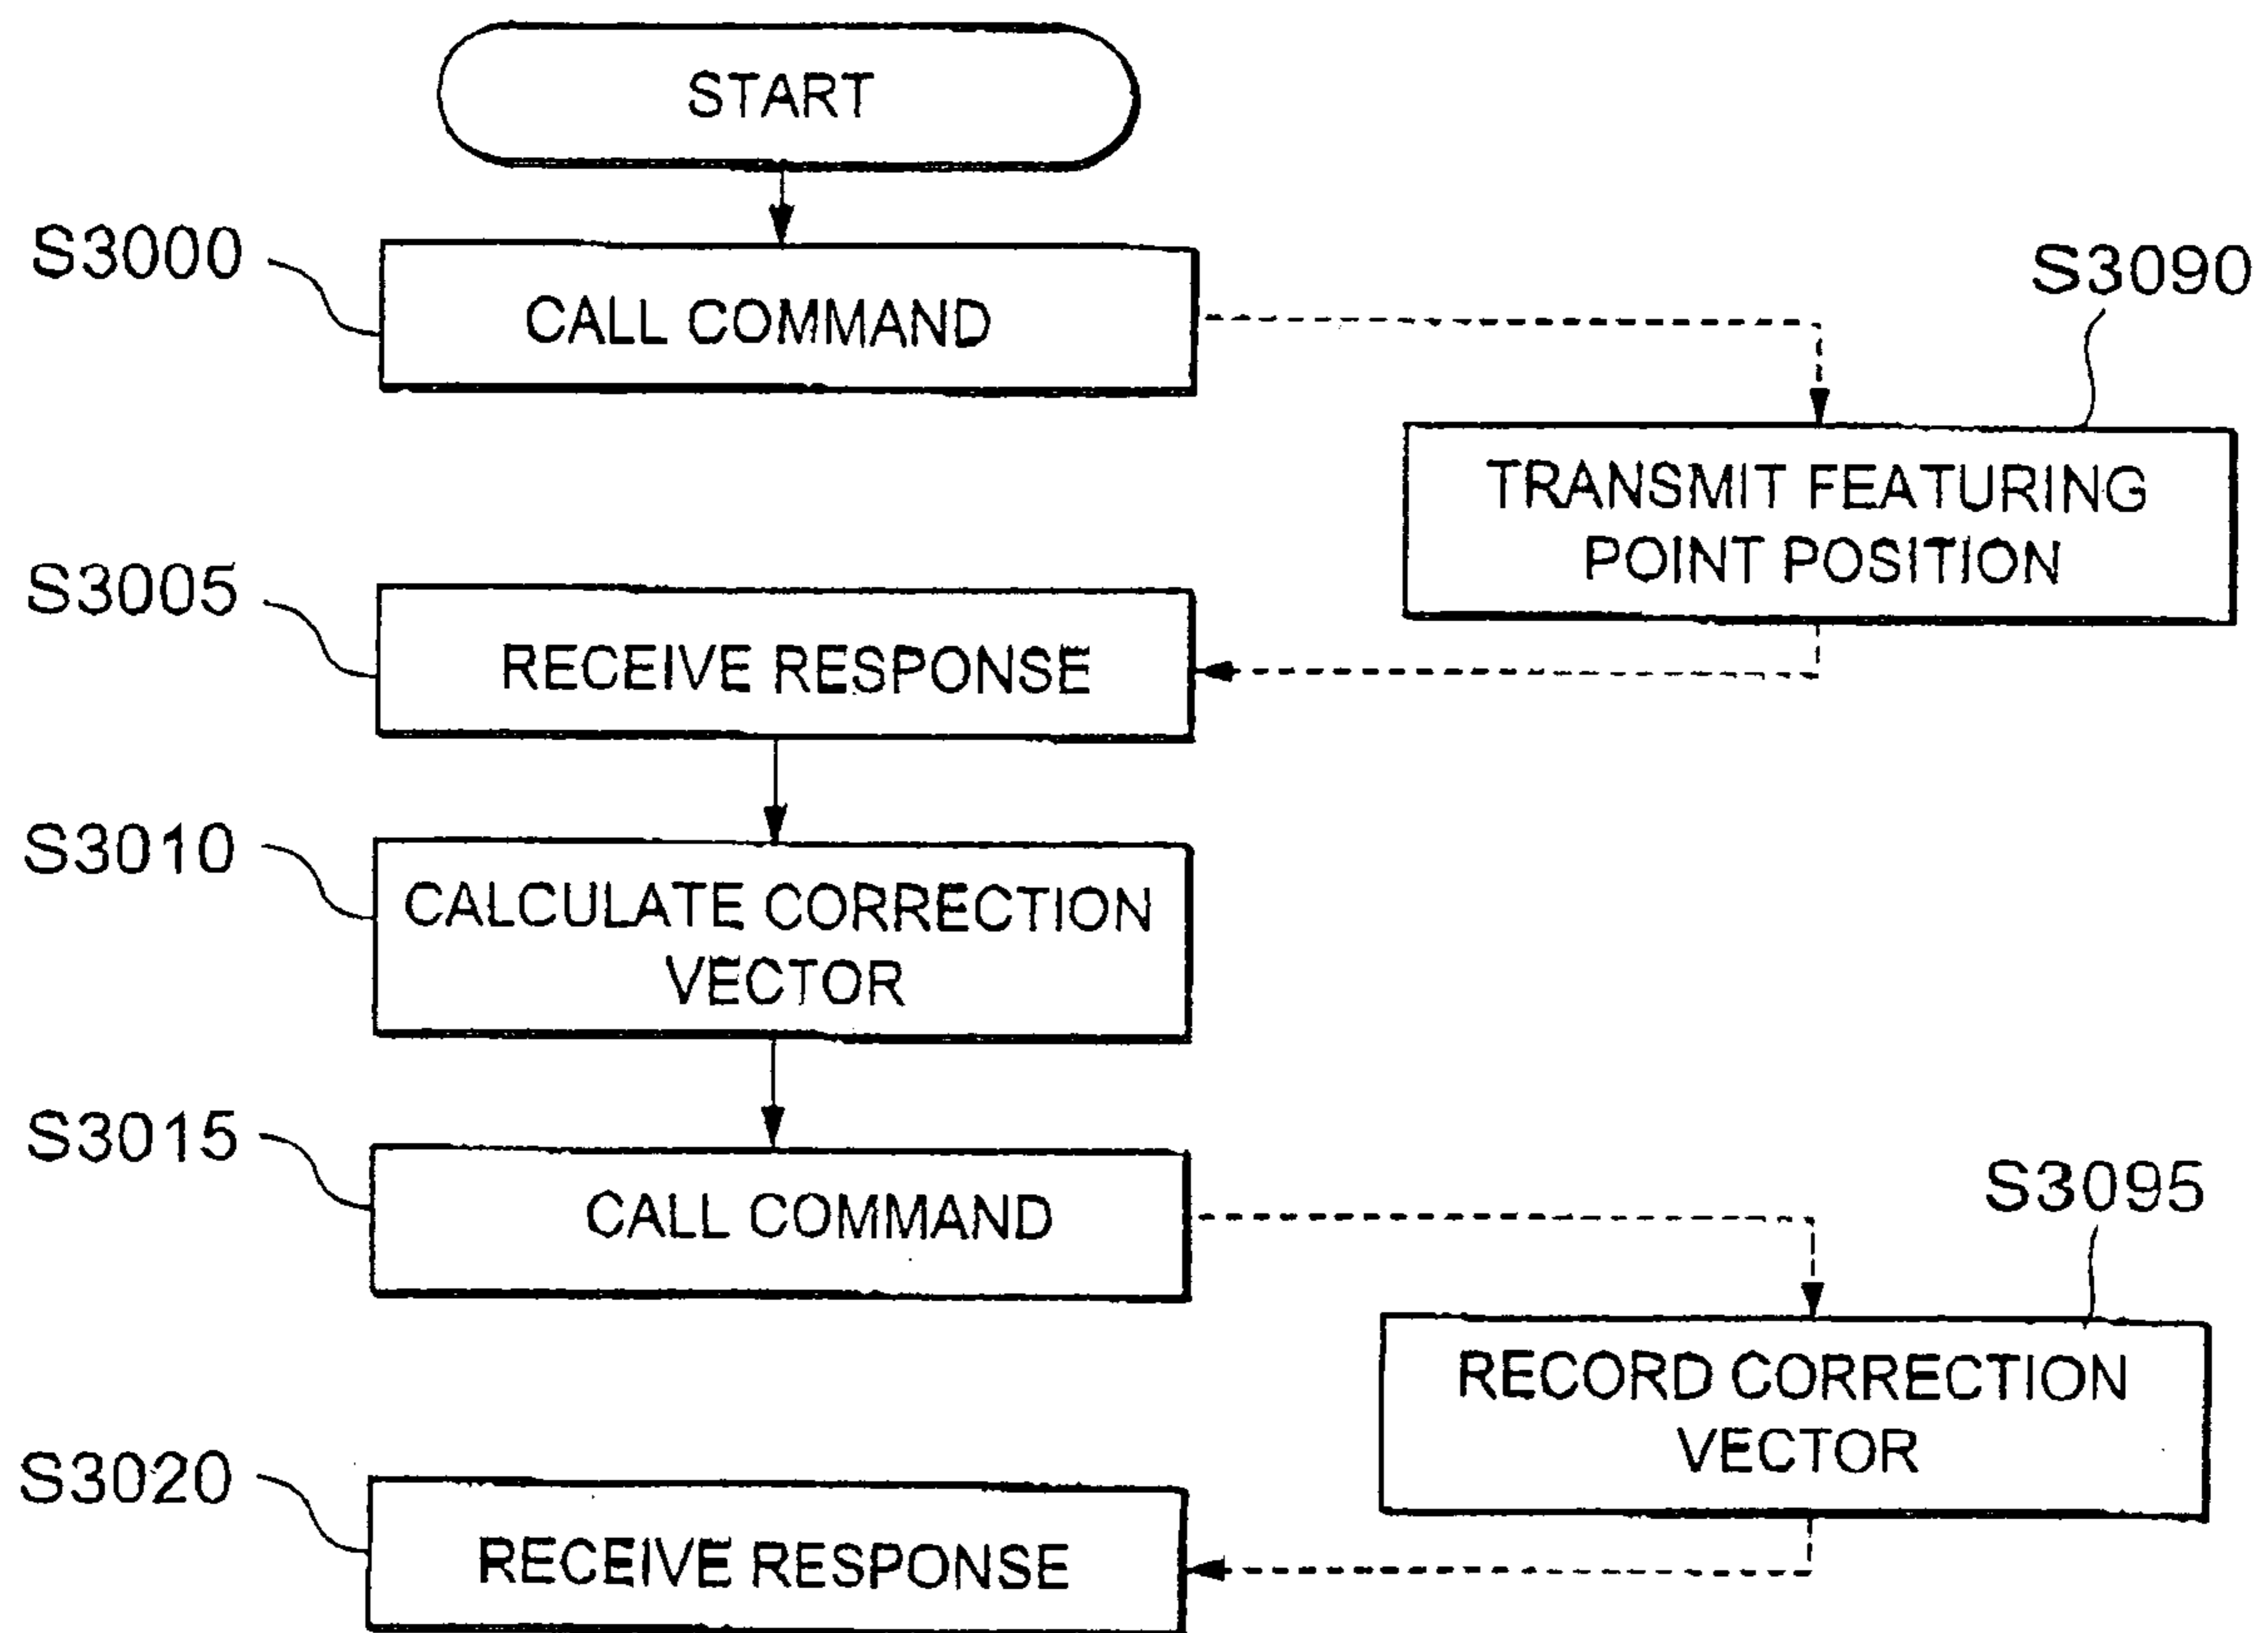 START
S3000
CALL COMMAND
S3090
TRANSMIT FEATURING
POINT POSITION
S3005
RECEIVE RESPONSE
S3010
CALCULATE CORRECTION
VECTOR
S3015
CALL COMMAND
S3095
RECORD CORRECTION
VECTOR
S3020
RECEIVE RESPONSE